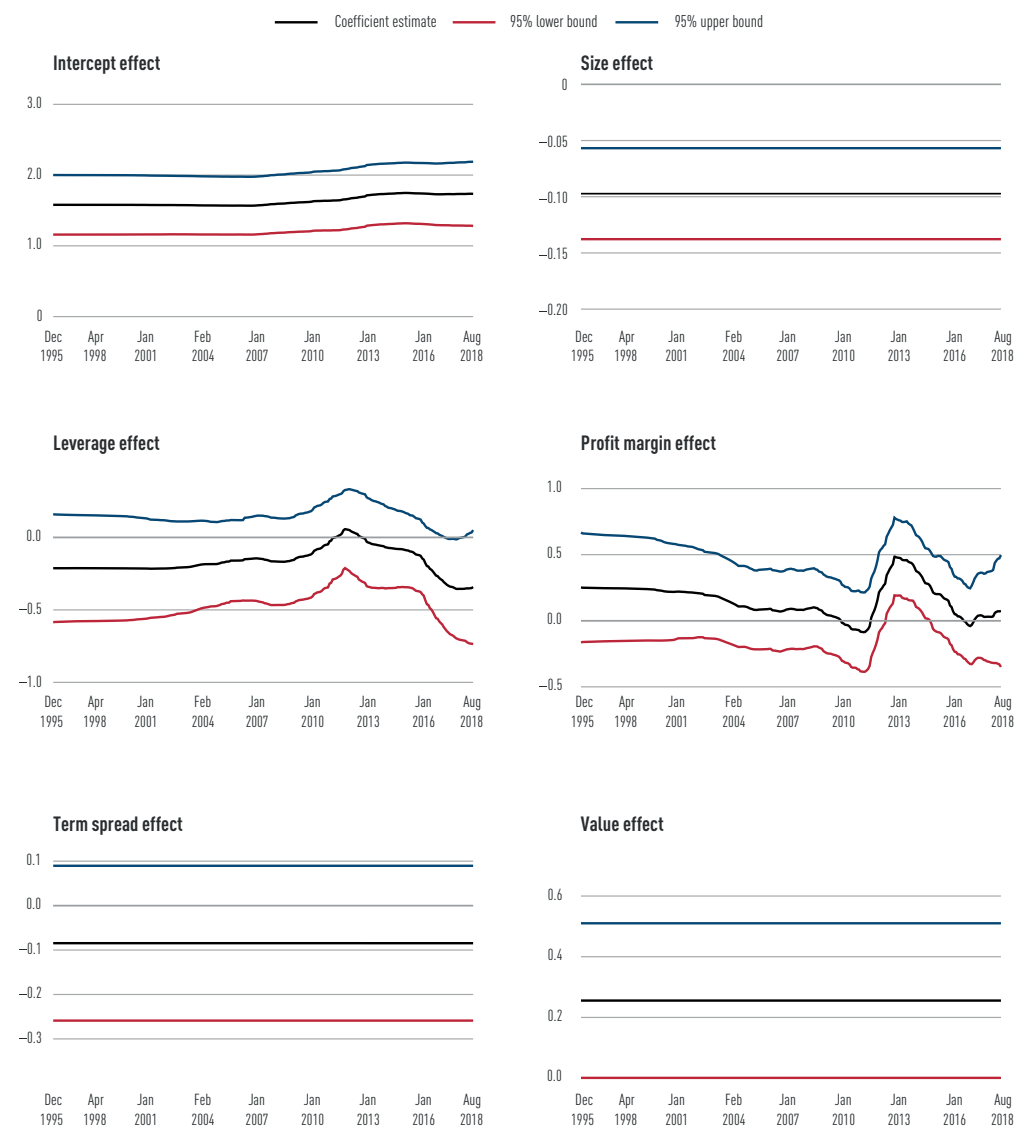 Coefficient estimate 95% lower bound 95% upper bound
Intercept effect
3.0
2.0
1.0
0
Dec Apr Jan Feb Jan Jan Jan Jan Aug
1995 1998 2001 2004 2007 2010 2013 2016 2018
Size effect
0
–0.05
–0.10
–0.15
–0.20
Dec Apr Jan Feb Jan Jan Jan Jan Aug
1995 1998 2001 2004 2007 2010 2013 2016 2018
Leverage effect
0.0
–0.5
–1.0
Dec Apr Jan Feb Jan Jan Jan Jan Aug
1995 1998 2001 2004 2007 2010 2013 2016 2018
Profit margin effect
1.0
0.5
0.0
–0.5
Dec Apr Jan Feb Jan Jan Jan Jan Aug
1995 1998 2001 2004 2007 2010 2013 2016 2018
Term spread effect
0.1
0.0
–0.1
–0.2
–0.3
Dec Apr Jan Feb Jan Jan Jan Jan Aug
1995 1998 2001 2004 2007 2010 2013 2016 2018
Value effect
0.6
0.4
0.2
0.0
Dec Apr Jan Feb Jan Jan Jan Jan Aug
1995 1998 2001 2004 2007 2010 2013 2016 2018